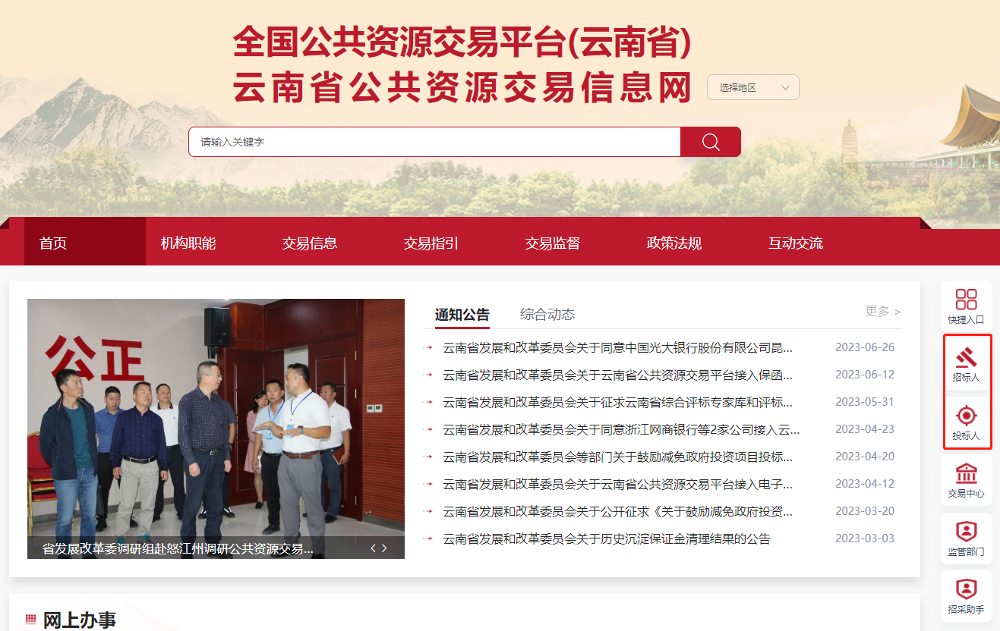 全国公共资源交易平台(云南省)
云南省公共资源交易信息网
选择地区
请输入关键字
首页
机构职能
交易信息
交易指引
交易监督
政策法规
互动交流
公正
省发展改革委调研组赴怒江州调研公共资源交易...
< >
通知公告
综合动态
更多 >
云南省发展和改革委员会关于同意中国光大银行股份有限公司昆... 2023-06-26
云南省发展和改革委员会关于云南省公共资源交易平台接入保函... 2023-06-12
云南省发展和改革委员会关于征求云南省综合评标专家库和评标... 2023-05-31
云南省发展和改革委员会关于同意浙江网商银行等2家公司接入云... 2023-04-23
云南省发展和改革委员会等部门关于鼓励减免政府投资项目投标... 2023-04-20
云南省发展和改革委员会关于云南省公共资源交易平台接入电子... 2023-04-12
云南省发展和改革委员会关于公开征求《关于鼓励减免政府投资... 2023-03-20
云南省发展和改革委员会关于历史沉淀保证金清理结果的公告 2023-03-03
快捷入口
招标人
投标人
交易中心
监管部门
招采助手
网上办事